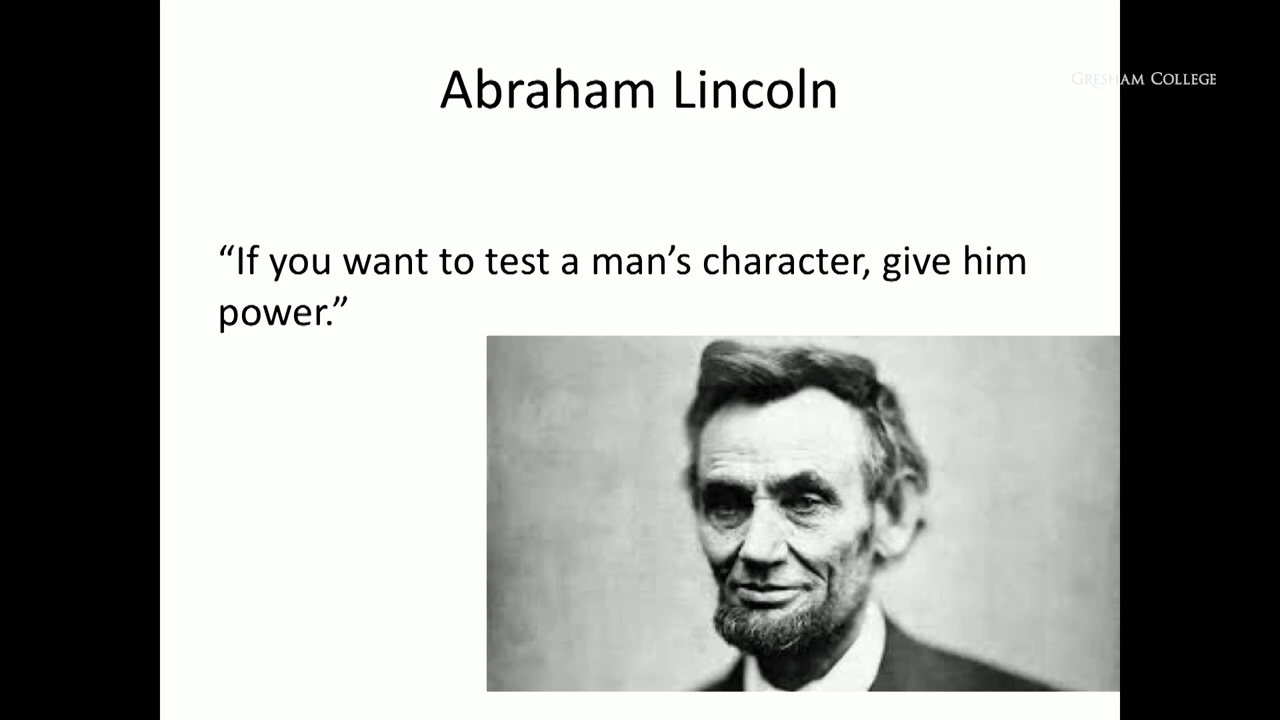 Abraham Lincoln
GRESHAM COLLEGE
“If you want to test a man’s character, give him
power.”